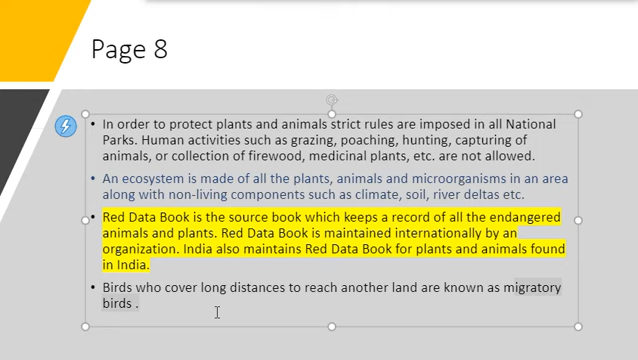 Page 8
• In order to protect plants and animals strict rules are imposed in all National
Parks. Human activities such as grazing, poaching, hunting, capturing of
animals, or collection of firewood, medicinal plants, etc. are not allowed.
• An ecosystem is made of all the plants, animals and microorganisms in an area
along with non-living components such as climate, soil, river deltas etc.
• Red Data Book is the source book which keeps a record of all the endangered
animals and plants. Red Data Book is maintained internationally by an
organization. India also maintains Red Data Book for plants and animals found
in India.
• Birds who cover long distances to reach another land are known as migratory
birds .